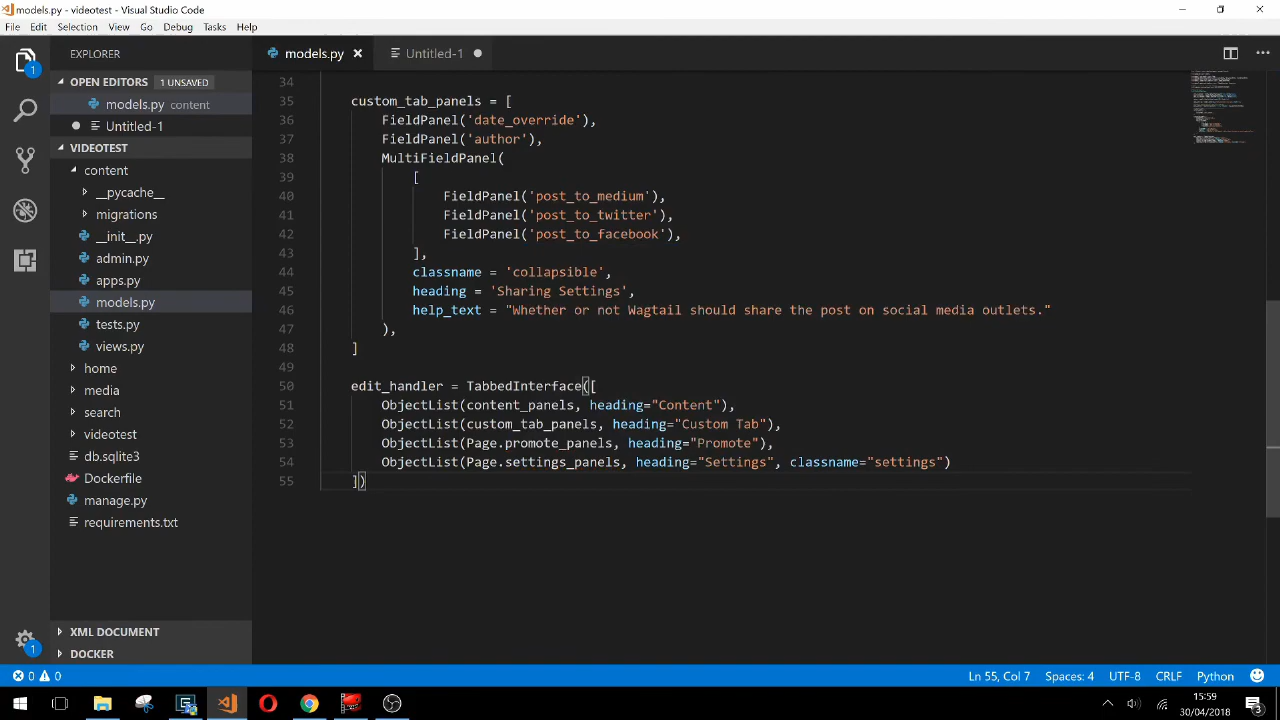 models.py - videotest - Visual Studio Code
File Edit Selection View Go Debug Tasks Help
EXPLORER
models.py
Untitled-1
OPEN EDITORS 1 UNSAVED
models.py content
Untitled-1
VIDEOTEST
content
__pycache__
migrations
__init__.py
admin.py
apps.py
models.py
tests.py
views.py
home
media
search
videotest
db.sqlite3
Dockerfile
manage.py
requirements.txt
XML DOCUMENT
DOCKER
34
35 custom_tab_panels = [
36 FieldPanel('date_override'),
37 FieldPanel('author'),
38 MultiFieldPanel(
39 [
40 FieldPanel('post_to_medium'),
41 FieldPanel('post_to_twitter'),
42 FieldPanel('post_to_facebook'),
43 ],
44 classname = 'collapsible',
45 heading = 'Sharing Settings',
46 help_text = "Whether or not Wagtail should share the post on social media outlets."
47 ),
48 ]
49
50 edit_handler = TabbedInterface([
51 ObjectList(content_panels, heading="Content"),
52 ObjectList(custom_tab_panels, heading="Custom Tab"),
53 ObjectList(Page.promote_panels, heading="Promote"),
54 ObjectList(Page.settings_panels, heading="Settings", classname="settings")
55 ])
1
1
0 0
Ln 55, Col 7 Spaces: 4 UTF-8 CRLF Python
15:59
30/04/2018
3